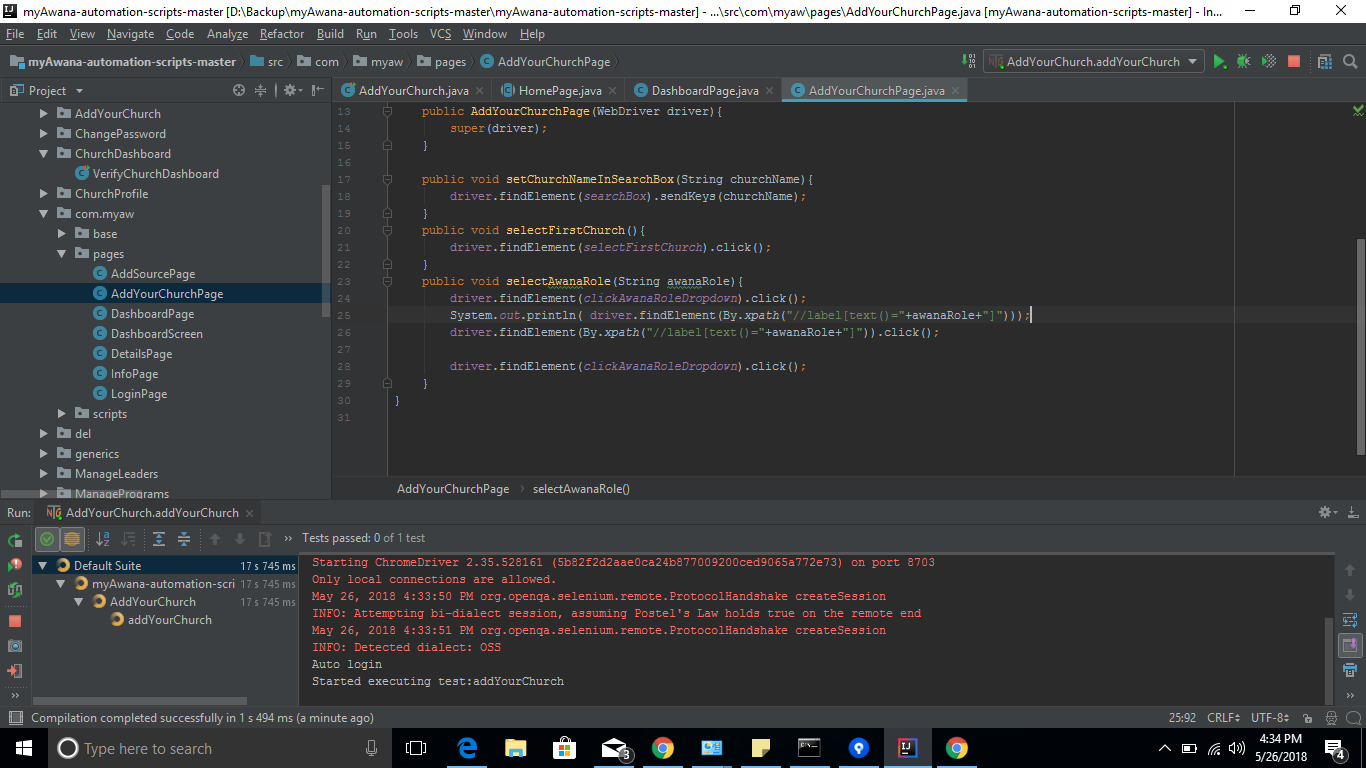 myAwana-automation-scripts-master [D:\Backup\myAwana-automation-scripts-master\myAwana-automation-scripts-master] - ...\src\com\myaw\pages\AddYourChurchPage.java [myAwana-automation-scripts-master] - In...
File Edit View Navigate Code Analyze Refactor Build Run Tools VCS Window Help
myAwana-automation-scripts-master src com myaw pages AddYourChurchPage AddYourChurch.addYourChurch
Project AddYourChurch.java HomePage.java DashboardPage.java AddYourChurchPage.java
AddYourChurch
ChangePassword
ChurchDashboard
VerifyChurchDashboard
ChurchProfile
com.myaw
base
pages
AddSourcePage
AddYourChurchPage
DashboardPage
DashboardScreen
DetailsPage
InfoPage
LoginPage
scripts
del
generics
ManageLeaders
ManagePrograms
13 public AddYourChurchPage(WebDriver driver){
14 super(driver);
15 }
16
17 public void setChurchNameInSearchBox(String churchName){
18 driver.findElement(searchBox).sendKeys(churchName);
19 }
20 public void selectFirstChurch(){
21 driver.findElement(selectFirstChurch).click();
22 }
23 public void selectAwanaRole(String awanaRole){
24 driver.findElement(clickAwanaRoleDropdown).click();
25 System.out.println( driver.findElement(By.xpath("//label[text()="+awanaRole+"]")));
26 driver.findElement(By.xpath("//label[text()="+awanaRole+"]")).click();
27
28 driver.findElement(clickAwanaRoleDropdown).click();
29 }
30 }
31
AddYourChurchPage selectAwanaRole()
Run: AddYourChurch.addYourChurch
Tests passed: 0 of 1 test
Default Suite 17 s 745 ms
myAwana-automation-scri 17 s 745 ms
AddYourChurch 17 s 745 ms
addYourChurch
Starting ChromeDriver 2.35.528161 (5b82f2d2aae0ca24b877009200ced9065a772e73) on port 8703
Only local connections are allowed.
May 26, 2018 4:33:50 PM org.openqa.selenium.remote.ProtocolHandshake createSession
INFO: Attempting bi-dialect session, assuming Postel's Law holds true on the remote end
May 26, 2018 4:33:51 PM org.openqa.selenium.remote.ProtocolHandshake createSession
INFO: Detected dialect: OSS
Auto login
Started executing test:addYourChurch
Compilation completed successfully in 1 s 494 ms (a minute ago) 25:92 CRLF UTF-8
Type here to search 3 4:34 PM
5/26/2018 4